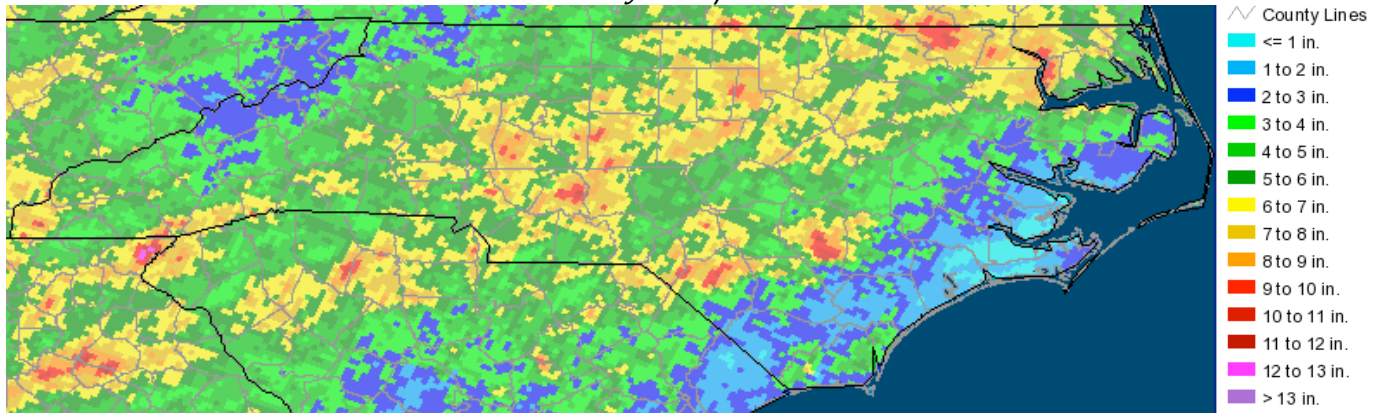 County Lines
<= 1 in.
1 to 2 in.
2 to 3 in.
3 to 4 in.
4 to 5 in.
5 to 6 in.
6 to 7 in.
7 to 8 in.
8 to 9 in.
9 to 10 in.
10 to 11 in.
11 to 12 in.
12 to 13 in.
> 13 in.